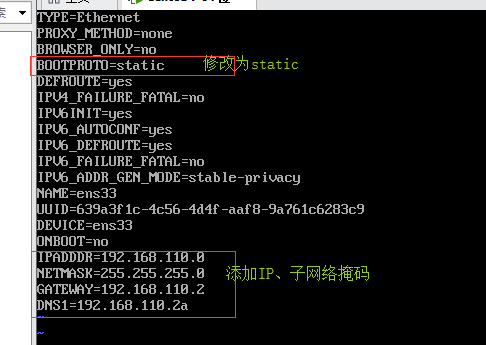 TYPE=Ethernet
PROXY_METHOD=none
BROWSER_ONLY=no
BOOTPROTO=static 修改为static
DEFROUTE=yes
IPV4_FAILURE_FATAL=no
IPV6INIT=yes
IPV6_AUTOCONF=yes
IPV6_DEFROUTE=yes
IPV6_FAILURE_FATAL=no
IPV6_ADDR_GEN_MODE=stable-privacy
NAME=ens33
UUID=639a3f1c-4c56-4d4f-aaf8-9a761c6283c9
DEVICE=ens33
ONBOOT=no
IPADDDR=192.168.110.0
NETMASK=255.255.255.0 添加IP、子网络掩码
GATEWAY=192.168.110.2
DNS1=192.168.110.2a
~
~